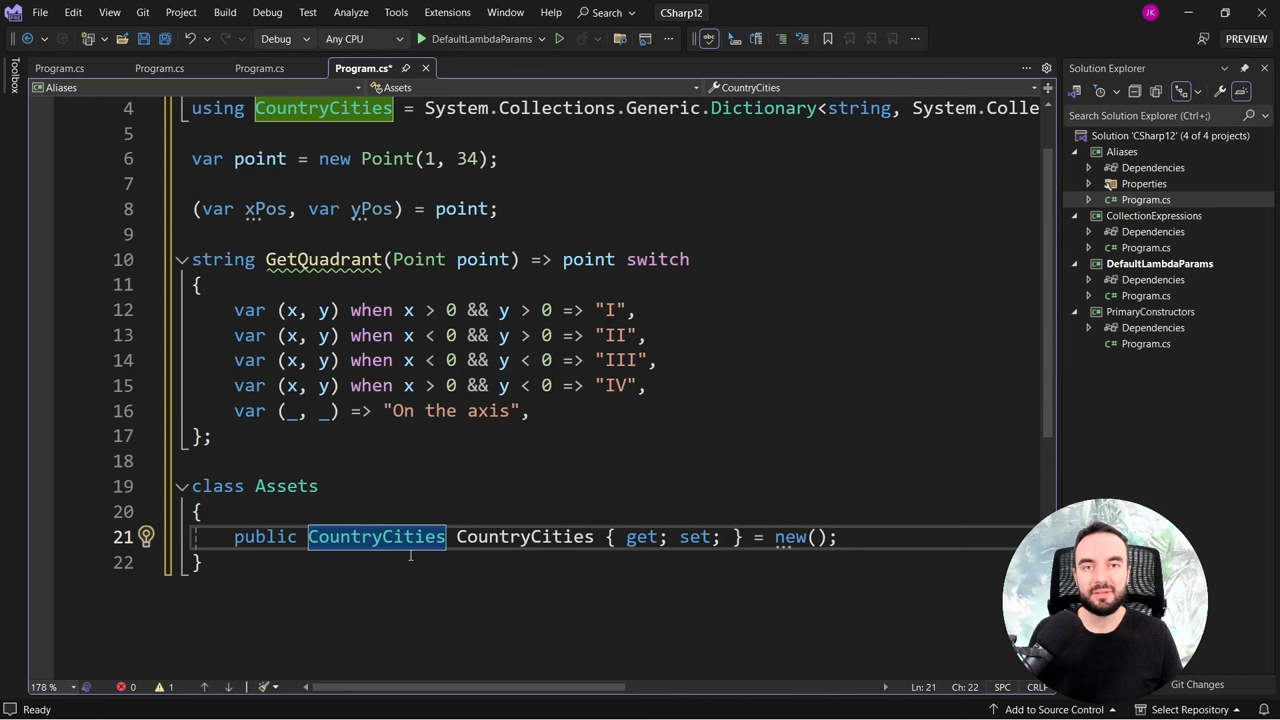 File Edit View Git Project Build Debug Test Analyze Tools Extensions Window Help Search CSharp12 JK
Debug Any CPU DefaultLambdaParams PREVIEW
Toolbox
Program.cs Program.cs Program.cs Program.cs*
Aliases Assets CountryCities
4 using CountryCities = System.Collections.Generic.Dictionary<string, System.Colle
5
6 var point = new Point(1, 34);
7
8 (var xPos, var yPos) = point;
9
10 string GetQuadrant(Point point) => point switch
11 {
12 var (x, y) when x > 0 && y > 0 => "I",
13 var (x, y) when x < 0 && y > 0 => "II",
14 var (x, y) when x < 0 && y < 0 => "III",
15 var (x, y) when x > 0 && y < 0 => "IV",
16 var (_, _) => "On the axis",
17 };
18
19 class Assets
20 {
21 public CountryCities CountryCities { get; set; } = new();
22 }
178 % 0 1 Ln: 21 Ch: 22 SPC CRLF
Ready Add to Source Control Select Repository
Solution Explorer
Search Solution Explorer (Ctrl+;)
Solution 'CSharp12' (4 of 4 projects)
Aliases
Dependencies
Properties
C# Program.cs
CollectionExpressions
Dependencies
C# Program.cs
DefaultLambdaParams
Dependencies
C# Program.cs
PrimaryConstructors
Dependencies
C# Program.cs
Git Changes